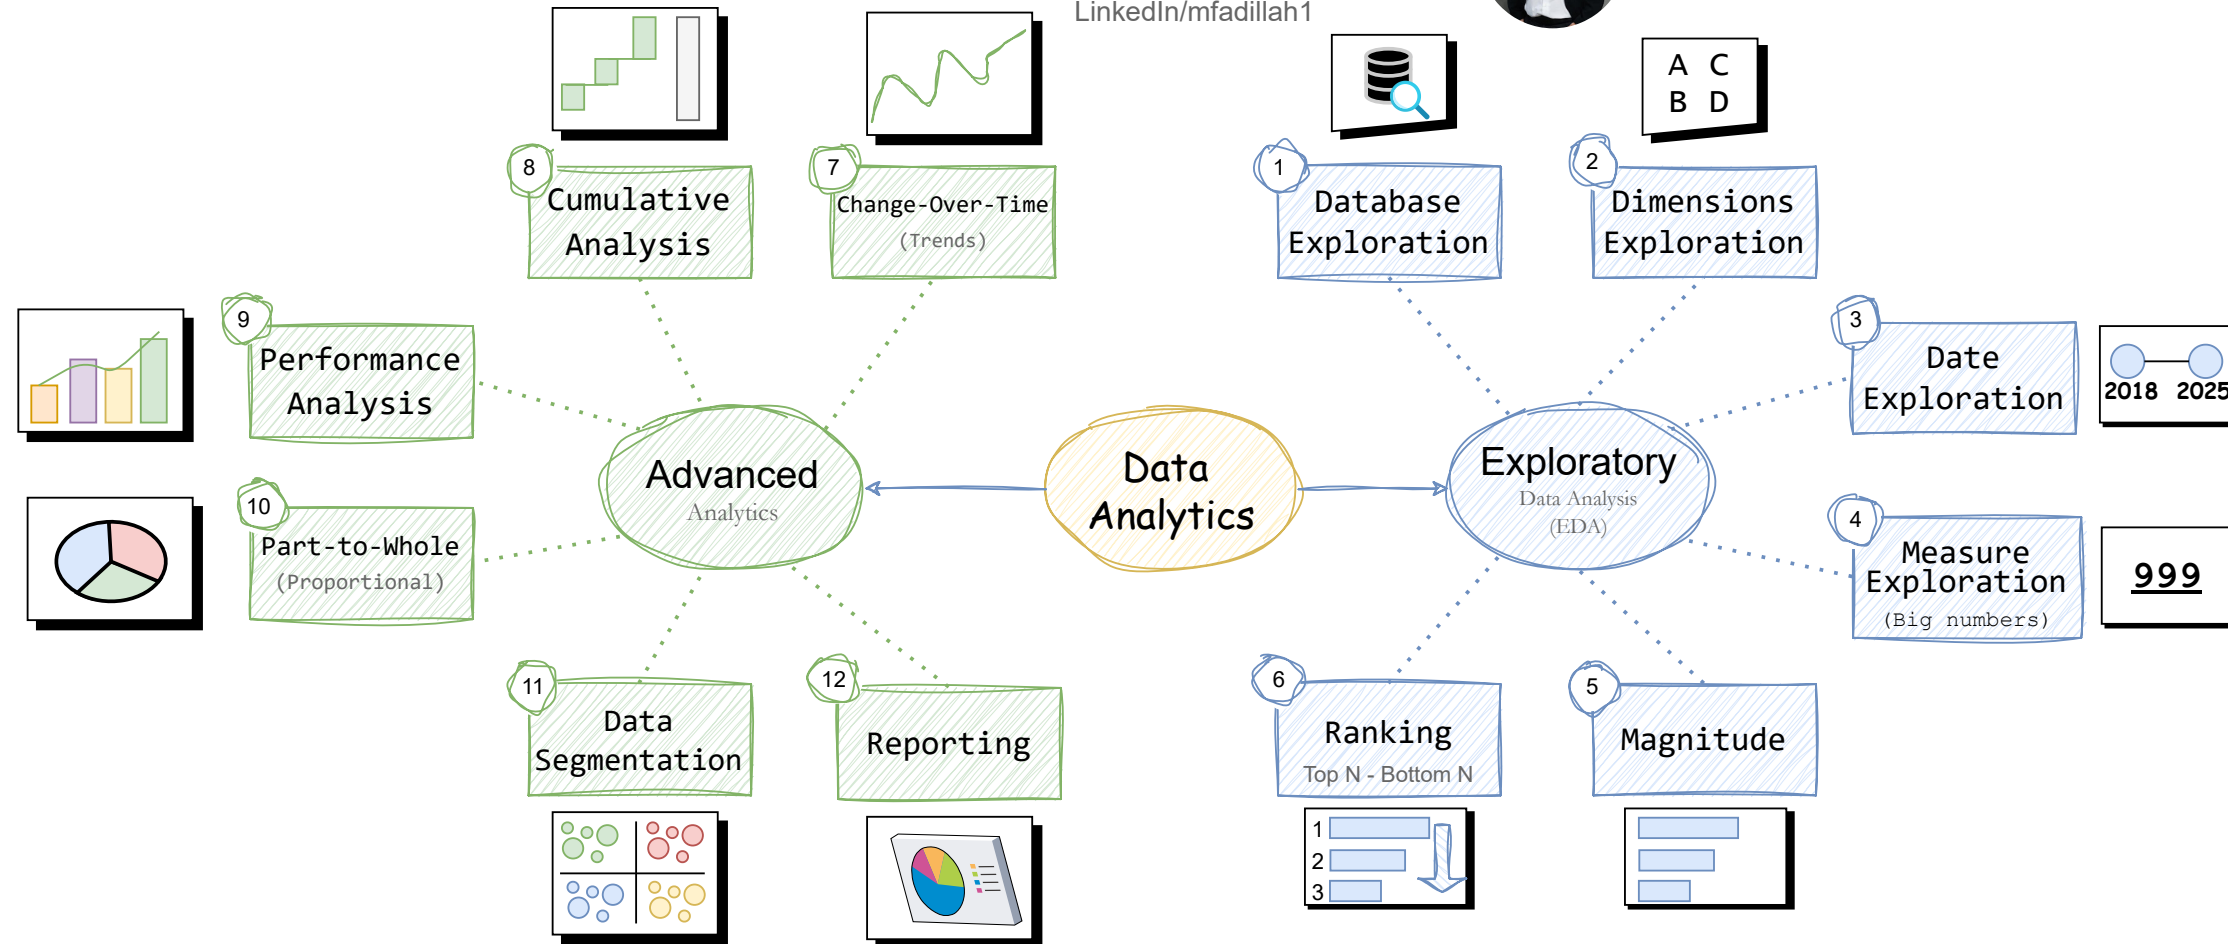 LinkedIn/mfadillah1
A C
B D
8
Cumulative
Analysis
7
Change-Over-Time
(Trends)
1
Database
Exploration
2
Dimensions
Exploration
9
Performance
Analysis
3
Date
Exploration
2018 2025
Advanced
Analytics
Data
Analytics
Exploratory
Data Analysis
(EDA)
10
Part-to-Whole
(Proportional)
4
Measure
Exploration
(Big numbers)
999
11
Data
Segmentation
12
Reporting
6
Ranking
Top N - Bottom N
5
Magnitude
1
2
3